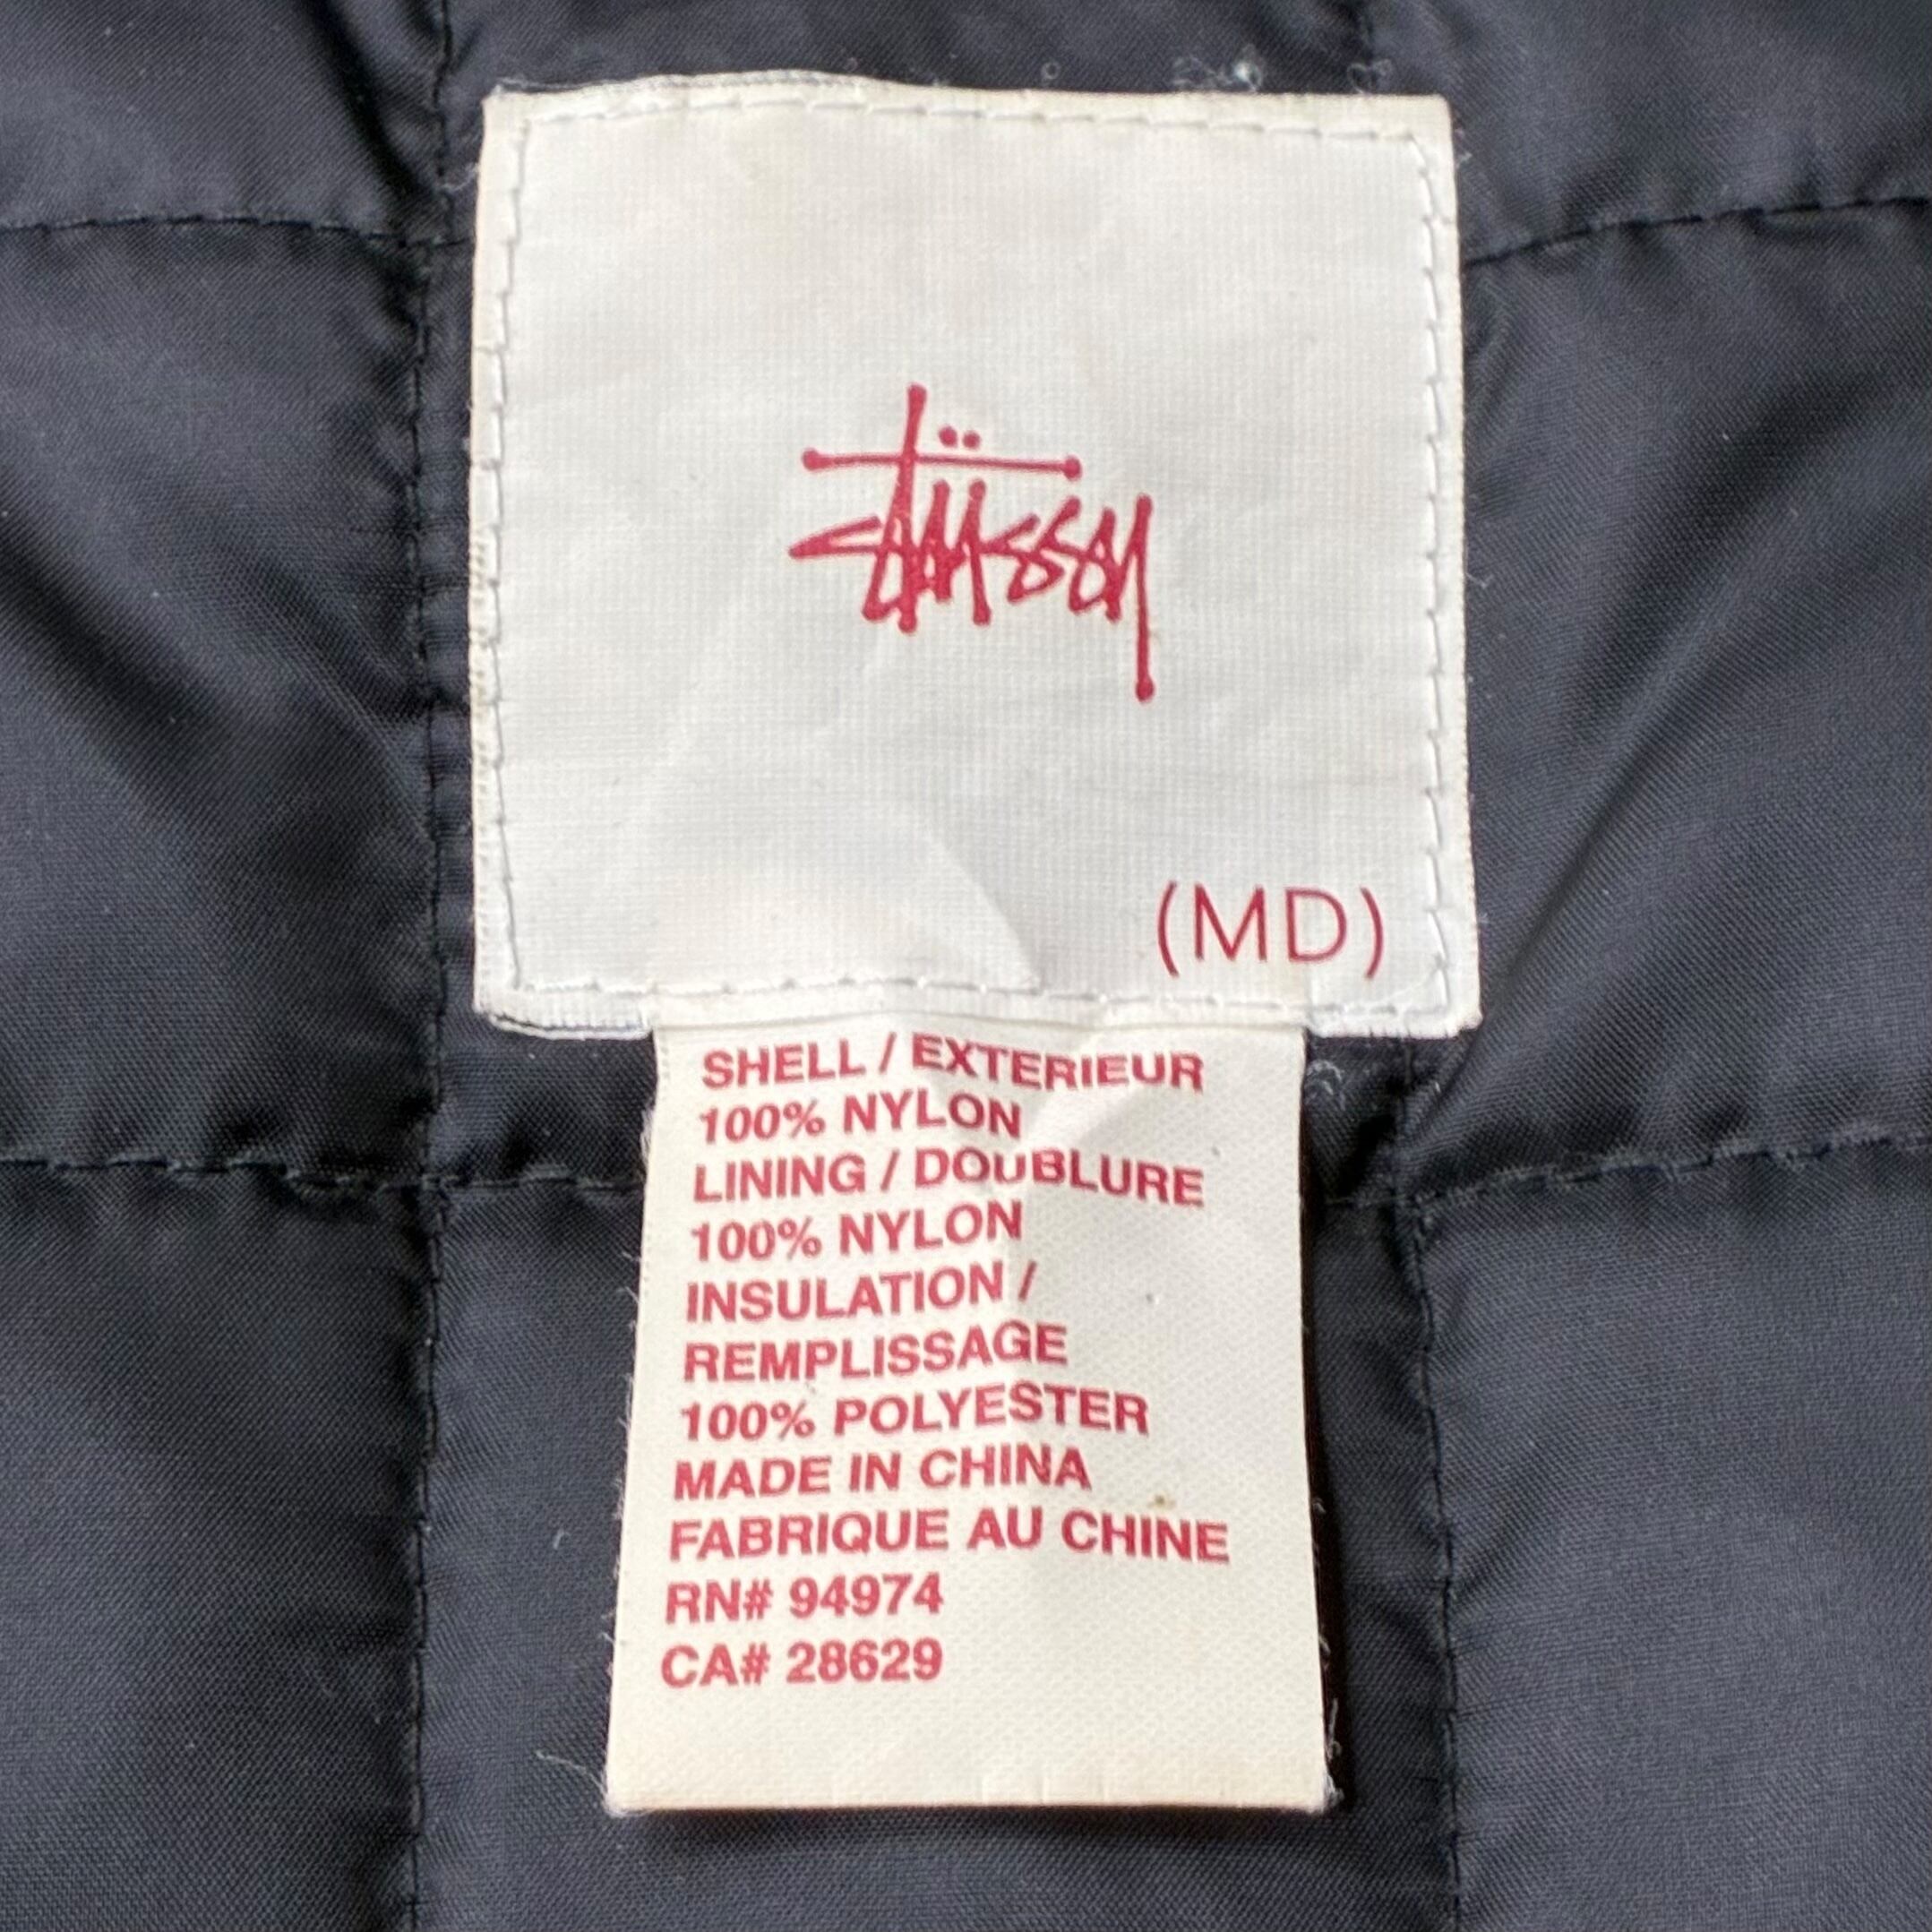 Stüssy
(MD)
SHELL / EXTERIEUR
100% NYLON
LINING / DOUBLURE
100% NYLON
INSULATION /
REMPLISSAGE
100% POLYESTER
MADE IN CHINA
FABRIQUE AU CHINE
RN# 94974
CA# 28629